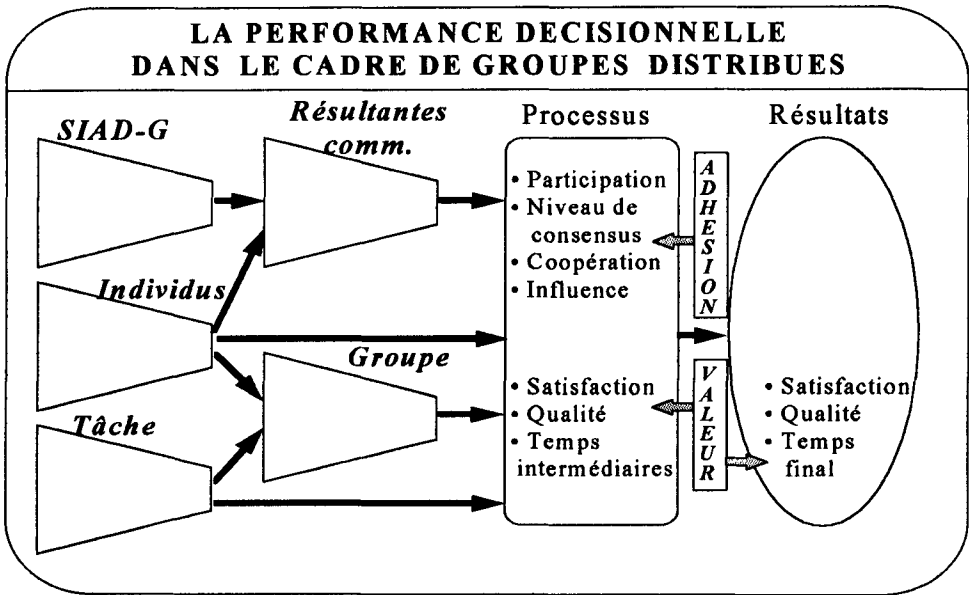 LA PERFORMANCE DECISIONNELLE
DANS LE CADRE DE GROUPES DISTRIBUES
SIAD-G
Résultantes
comm.
Individus
Groupe
Tâche
Processus
• Participation
• Niveau de
consensus
• Coopération
• Influence
• Satisfaction
• Qualité
• Temps
intermédiaires
ADHESION
VALEUR
Résultats
• Satisfaction
• Qualité
• Temps
final